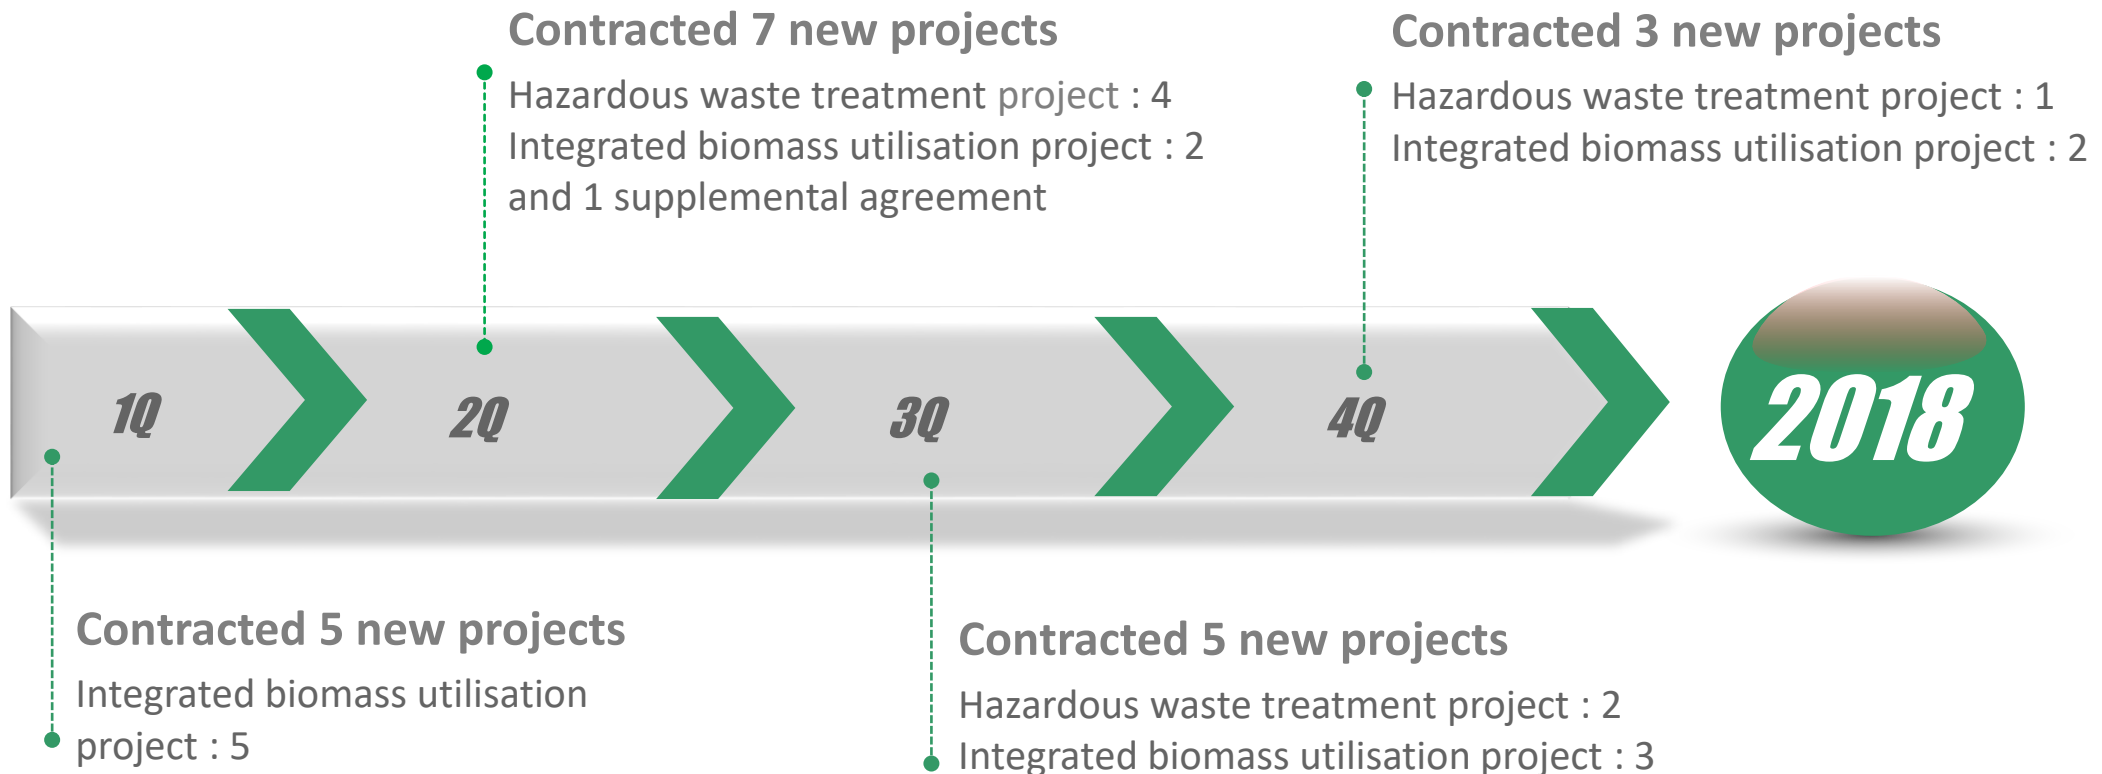 Contracted 7 new projects
Hazardous waste treatment project : 4
Integrated biomass utilisation project : 2
and 1 supplemental agreement
Contracted 3 new projects
Hazardous waste treatment project : 1
Integrated biomass utilisation project : 2
1Q
2Q
3Q
4Q
2018
Contracted 5 new projects
Integrated biomass utilisation
project : 5
Contracted 5 new projects
Hazardous waste treatment project : 2
Integrated biomass utilisation project : 3